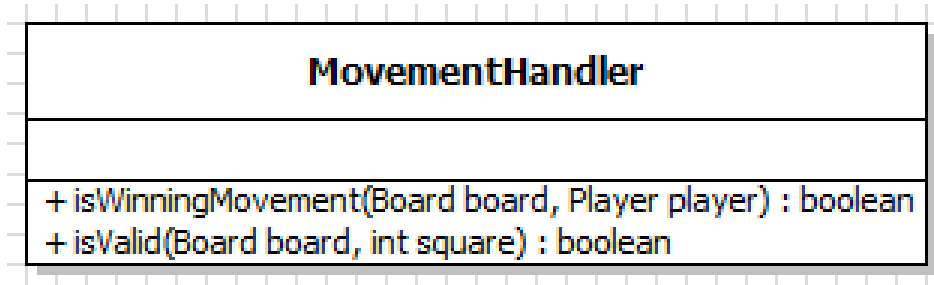 MovementHandler
+ isWinningMovement(Board board, Player player) : boolean
+ isValid(Board board, int square) : boolean